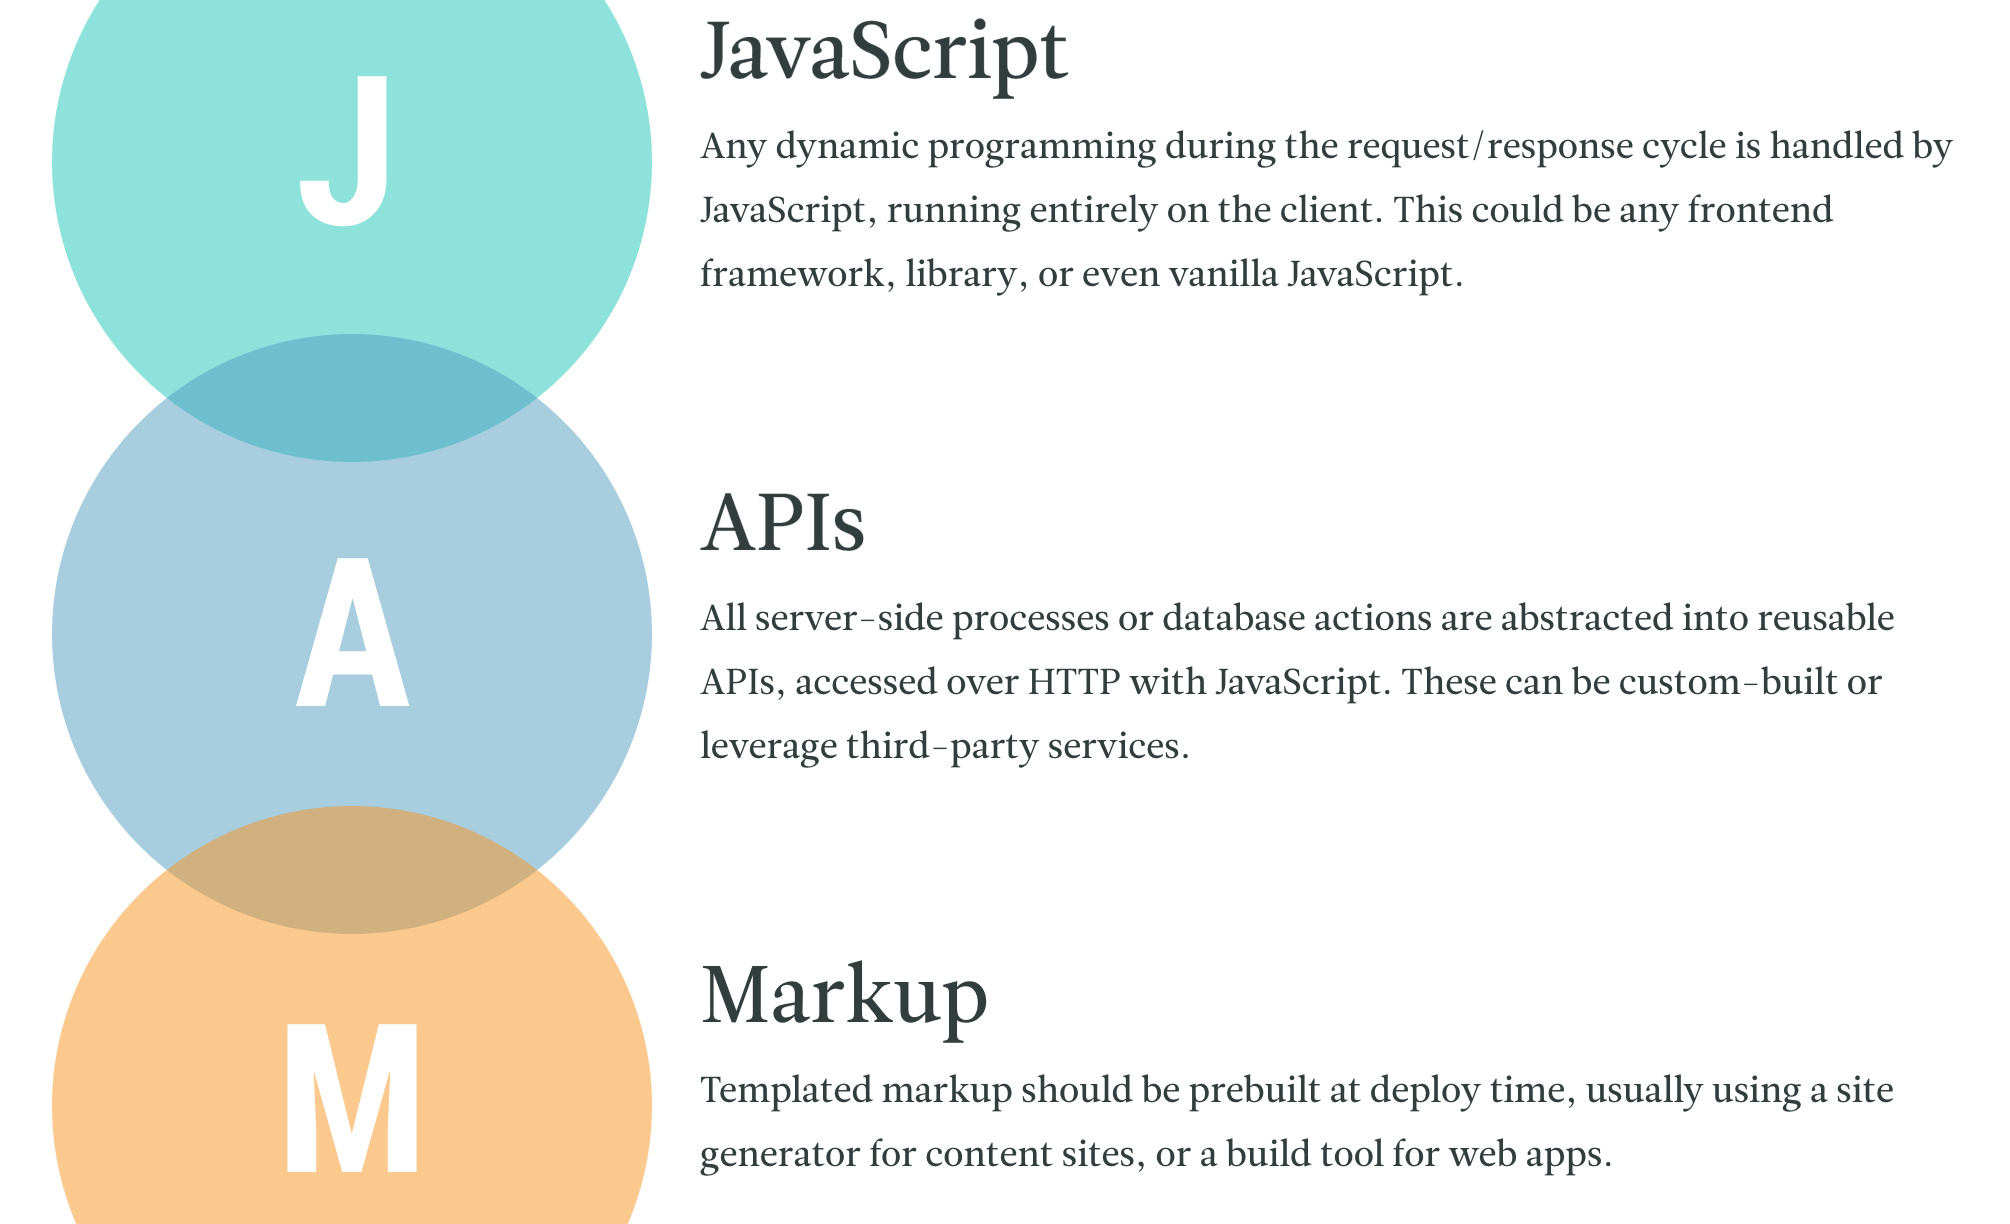 J
JavaScript
Any dynamic programming during the request/response cycle is handled by
JavaScript, running entirely on the client. This could be any frontend
framework, library, or even vanilla JavaScript.
A
APIs
All server-side processes or database actions are abstracted into reusable
APIs, accessed over HTTP with JavaScript. These can be custom-built or
leverage third-party services.
M
Markup
Templated markup should be prebuilt at deploy time, usually using a site
generator for content sites, or a build tool for web apps.